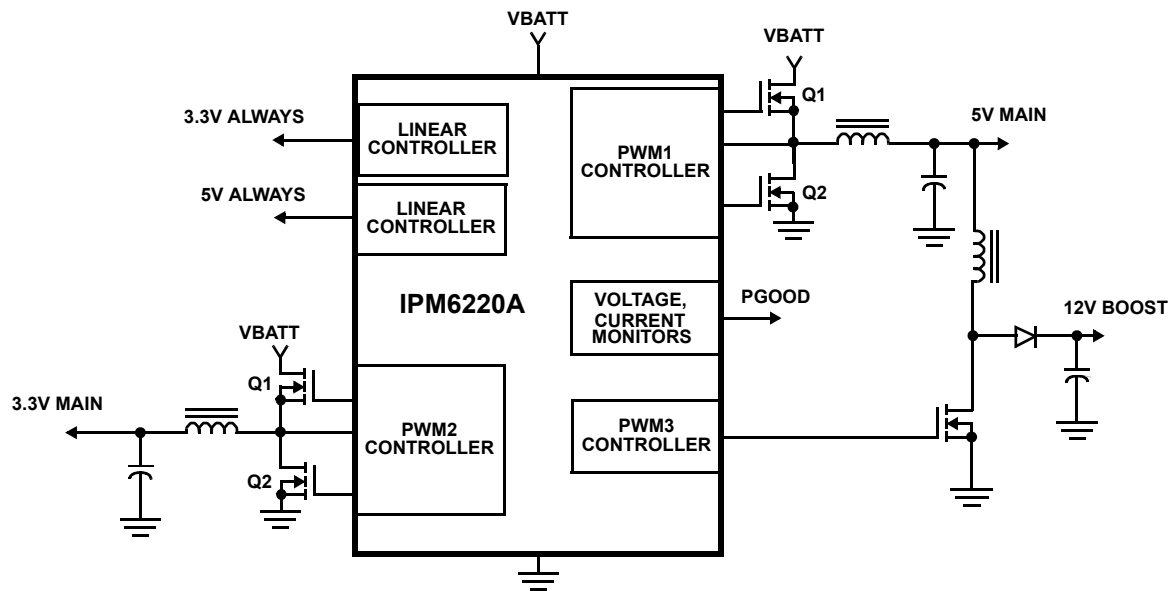 VBATT
VBATT
Q1
3.3V ALWAYS
LINEAR
CONTROLLER
PWM1
CONTROLLER
5V MAIN
5V ALWAYS
LINEAR
CONTROLLER
Q2
IPM6220A
VOLTAGE,
CURRENT
MONITORS
PGOOD
12V BOOST
VBATT
Q1
3.3V MAIN
PWM2
CONTROLLER
PWM3
CONTROLLER
Q2